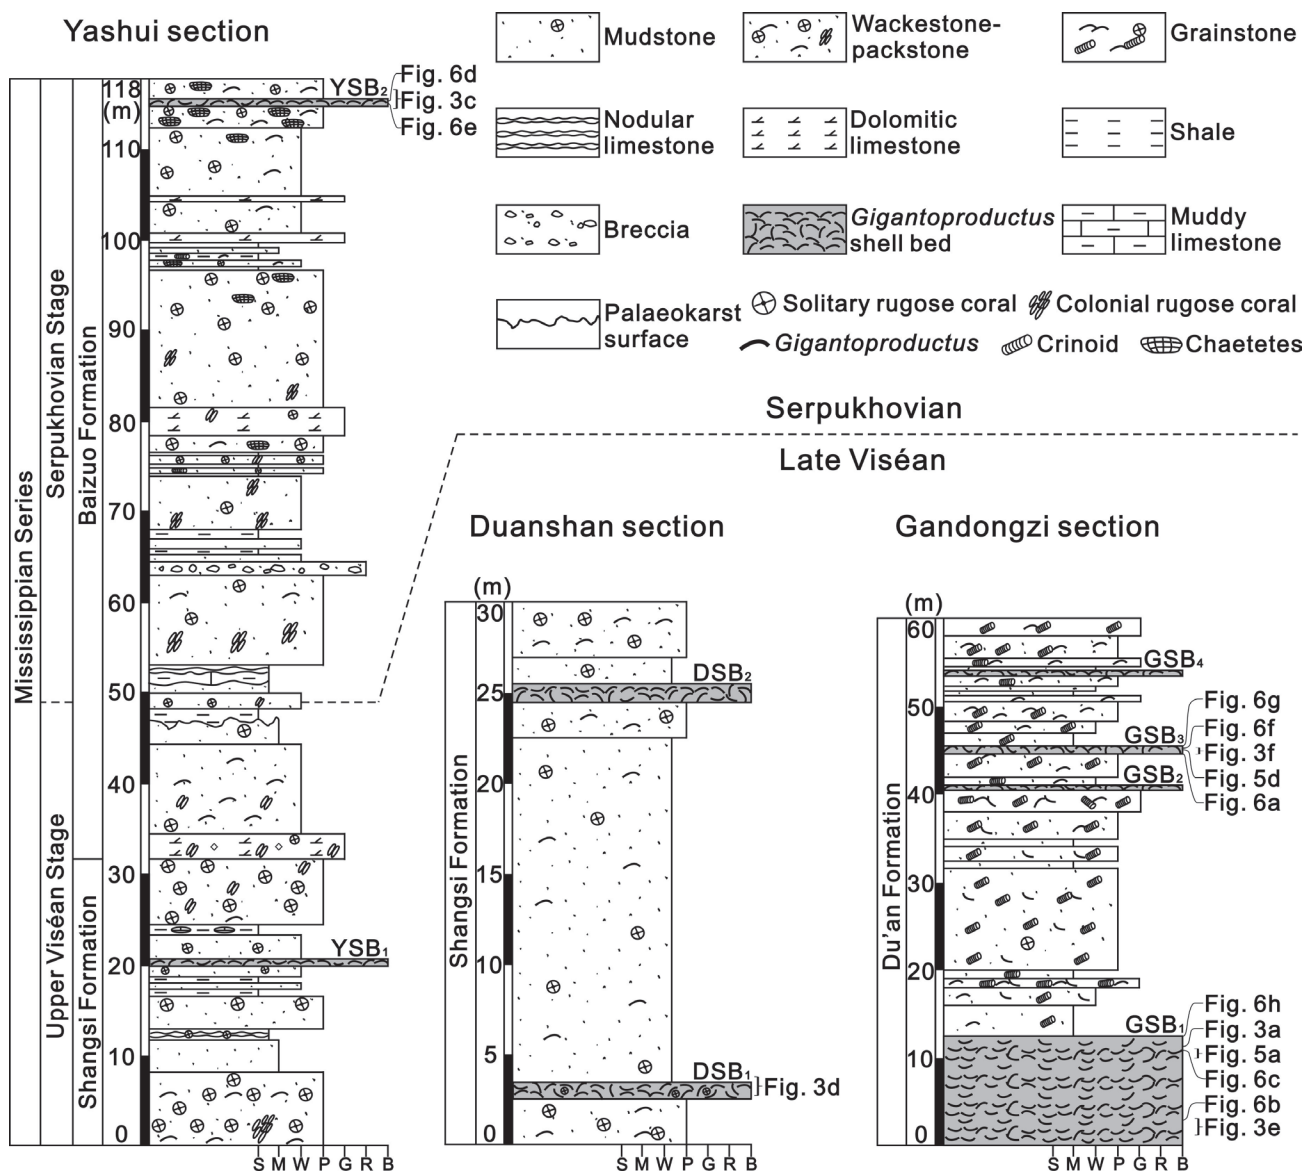 Yashui section
Mudstone
Wackestone-
packstone
Grainstone
Nodular
limestone
Dolomitic
limestone
Shale
Breccia
Gigantoproductus
shell bed
Muddy
limestone
Palaeokarst
surface
Solitary rugose coral
Colonial rugose coral
Gigantoproductus
Crinoid
Chaetetes
Serpukhovian
Late Viséan
Mississippian Series
Serpukhovian Stage
Upper Viséan Stage
Baizuo Formation
Shangsi Formation
118
(m)
110
100
90
80
70
60
50
40
30
20
10
0
YSB2
Fig. 6d
Fig. 3c
Fig. 6e
YSB1
S M W P G R B
Duanshan section
(m)
Shangsi Formation
30
25
20
15
10
5
0
DSB2
DSB1
Fig. 3d
S M W P G R B
Gandongzi section
(m)
Du'an Formation
60
50
40
30
20
10
0
GSB4
GSB3
GSB2
GSB1
Fig. 6g
Fig. 6f
Fig. 3f
Fig. 5d
Fig. 6a
Fig. 6h
Fig. 3a
Fig. 5a
Fig. 6c
Fig. 6b
Fig. 3e
S M W P G R B